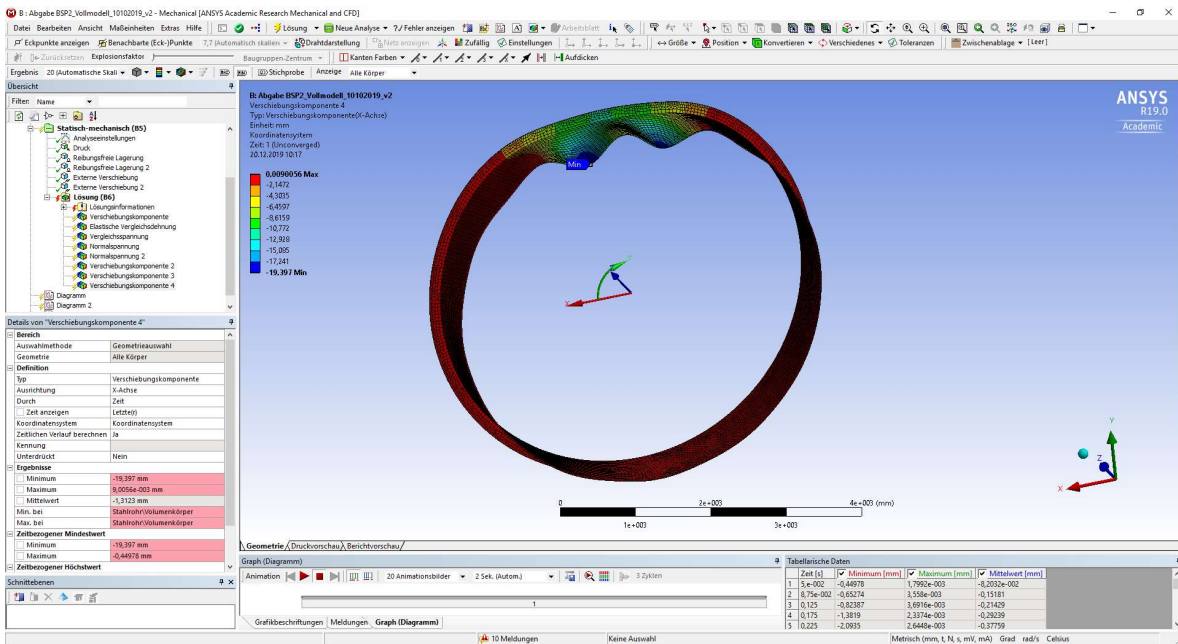 B : Abgabe BSP2_Vollmodell_10102019_v2 - Mechanical [ANSYS Academic Research Mechanical and CFD]
Datei Bearbeiten Ansicht Maßeinheiten Extras Hilfe Lösung Neue Analyse ?/ Fehler anzeigen Arbeitsblatt
Eckpunkte anzeigen Benachbarte (Eck-)Punkte 7,7 (Automatisch skaliert) Drahtdarstellung Netz anzeigen Zufällig Einstellungen Größe Position Konvertieren Verschiedenes Toleranzen Zwischenablage [Leer]
Zurücksetzen Explosionsfaktor Baugruppen-Zentrum Kanten Farben Aufdicken
Ergebnis 20 (Automatische Skali Stichprobe Anzeige Alle Körper
Übersicht
Filter: Name
Statisch-mechanisch (B5)
Analyseeinstellungen
Druck
Reibungsfreie Lagerung
Reibungsfreie Lagerung 2
Externe Verschiebung
Externe Verschiebung 2
Lösung (B6)
Lösungsinformationen
Verschiebungskomponente
Elastische Vergleichsdehnung
Vergleichsspannung
Normalspannung
Normalspannung 2
Verschiebungskomponente 2
Verschiebungskomponente 3
Verschiebungskomponente 4
Diagramm
Diagramm 2
B: Abgabe BSP2_Vollmodell_10102019_v2
Verschiebungskomponente 4
Typ: Verschiebungskomponente(X-Achse)
Einheit: mm
Koordinatensystem
Zeit: 1 (Unconverged)
20.12.2019 10:17
0,0090056 Max
-2,1472
-4,3035
-6,4597
-8,6159
-10,772
-12,928
-15,085
-17,241
-19,397 Min
Min
ANSYS
R19.0
Academic
X
Y
Z
X
0
2e+003
4e+003 (mm)
1e+003
3e+003
Details von "Verschiebungskomponente 4"
Bereich
Auswahlmethode Geometrieauswahl
Geometrie Alle Körper
Definition
Typ Verschiebungskomponente
Ausrichtung X-Achse
Durch Zeit
Zeit anzeigen Letzte(r)
Koordinatensystem Koordinatensystem
Zeitlichen Verlauf berechnen Ja
Kennung
Unterdrückt Nein
Ergebnisse
Minimum -19,397 mm
Maximum 9,0056e-003 mm
Mittelwert -1,3123 mm
Min. bei Stahlrohr\Volumenkörper
Max. bei Stahlrohr\Volumenkörper
Zeitbezogener Mindestwert
Minimum -19,397 mm
Maximum -0,44978 mm
Zeitbezogener Höchstwert
Schnittebenen
Geometrie Druckvorschau Berichtvorschau
Graph (Diagramm)
Animation 20 Animationsbilder 2 Sek. (Autom.) 3 Zyklen
1
Grafikbeschriftungen Meldungen Graph (Diagramm)
Tabellarische Daten
Zeit [s] Minimum [mm] Maximum [mm] Mittelwert [mm]
1 5,e-002 -0,44978 1,7992e-003 -8,2032e-002
2 8,75e-002 -0,65274 3,558e-003 -0,15181
3 0,125 -0,82387 3,6916e-003 -0,21429
4 0,175 -1,3819 2,3374e-003 -0,29239
5 0,225 -2,0935 2,6448e-003 -0,37759
10 Meldungen Keine Auswahl Metrisch (mm, t, N, s, mV, mA) Grad rad/s Celsius